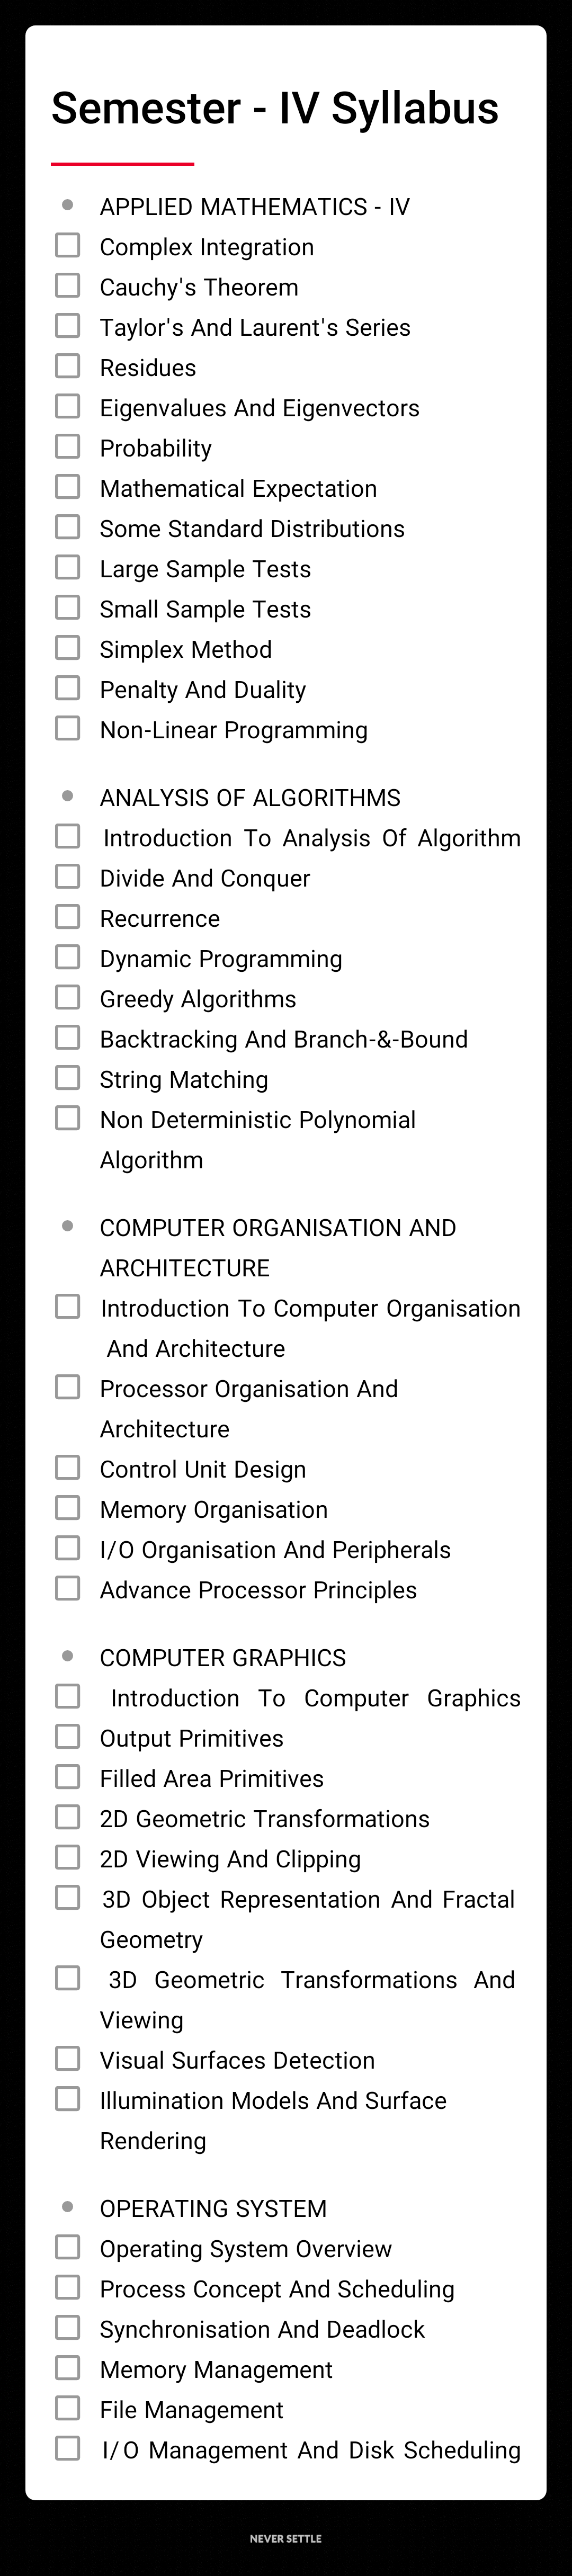 Semester - IV Syllabus
APPLIED MATHEMATICS - IV
Complex Integration
Cauchy's Theorem
Taylor's And Laurent's Series
Residues
Eigenvalues And Eigenvectors
Probability
Mathematical Expectation
Some Standard Distributions
Large Sample Tests
Small Sample Tests
Simplex Method
Penalty And Duality
Non-Linear Programming
ANALYSIS OF ALGORITHMS
Introduction To Analysis Of Algorithm
Divide And Conquer
Recurrence
Dynamic Programming
Greedy Algorithms
Backtracking And Branch-&-Bound
String Matching
Non Deterministic Polynomial
Algorithm
COMPUTER ORGANISATION AND
ARCHITECTURE
Introduction To Computer Organisation
And Architecture
Processor Organisation And
Architecture
Control Unit Design
Memory Organisation
I/O Organisation And Peripherals
Advance Processor Principles
COMPUTER GRAPHICS
Introduction To Computer Graphics
Output Primitives
Filled Area Primitives
2D Geometric Transformations
2D Viewing And Clipping
3D Object Representation And Fractal
Geometry
3D Geometric Transformations And
Viewing
Visual Surfaces Detection
Illumination Models And Surface
Rendering
OPERATING SYSTEM
Operating System Overview
Process Concept And Scheduling
Synchronisation And Deadlock
Memory Management
File Management
I/O Management And Disk Scheduling
NEVER SETTLE